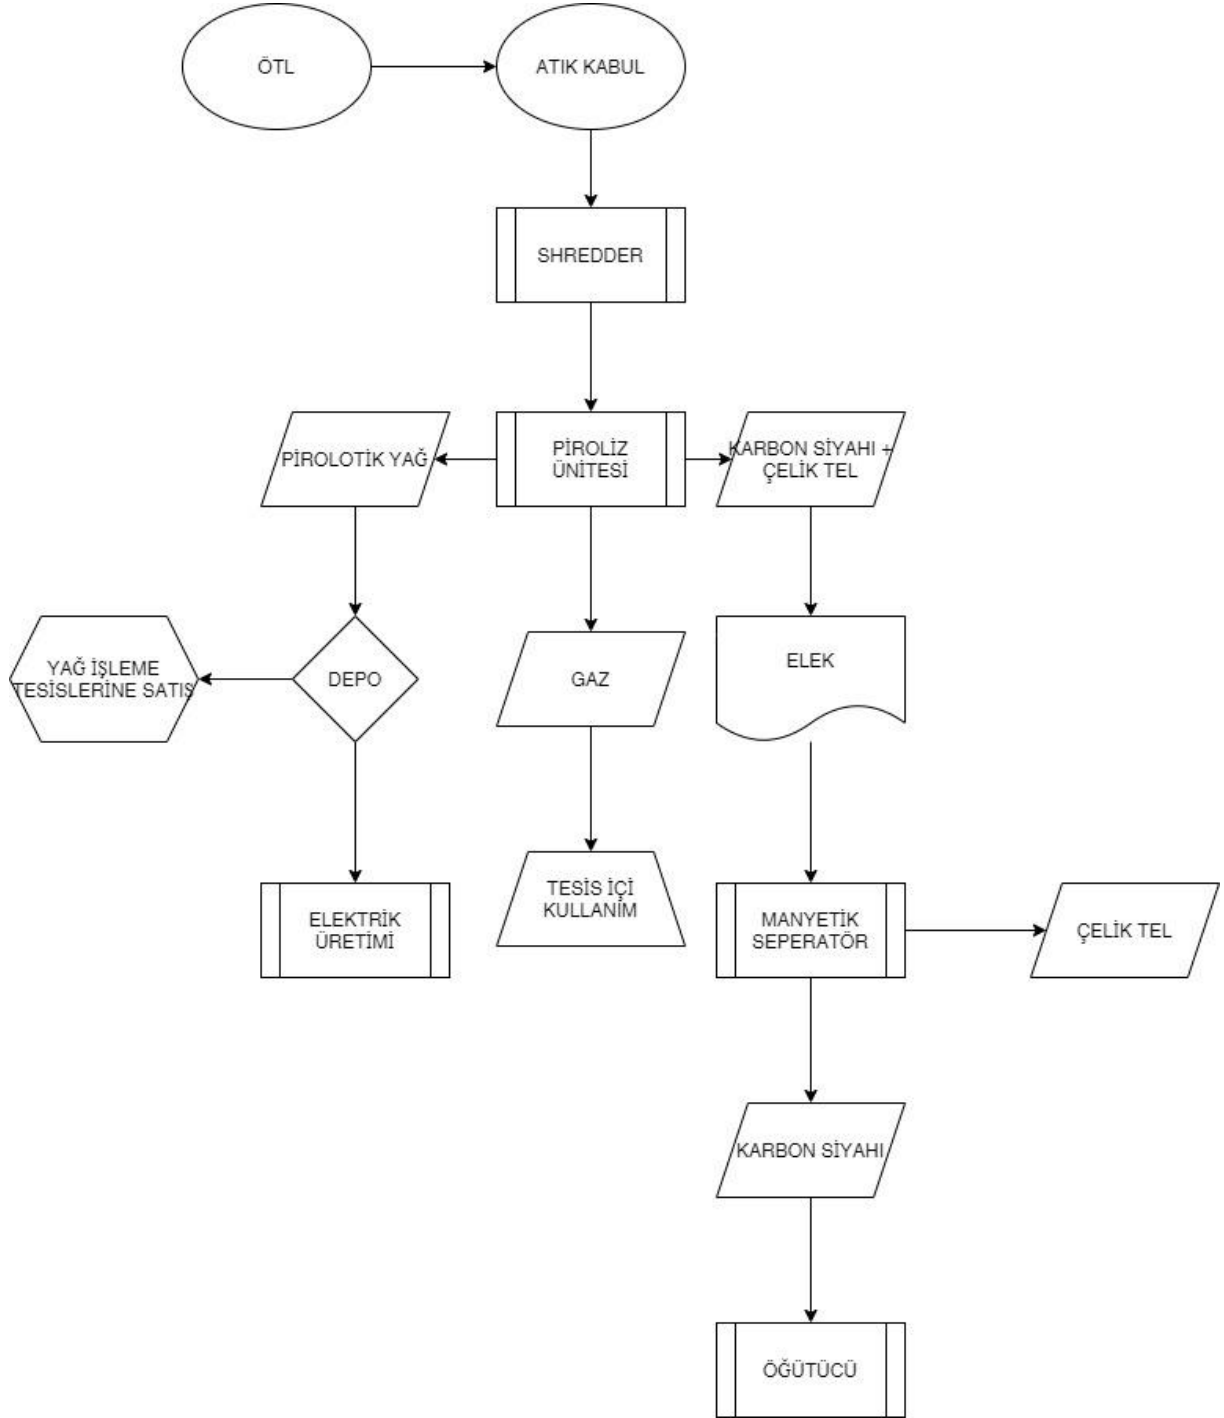 ÖTL
ATIK KABUL
SHREDDER
PİROLOTİK YAĞ
PİROLİZ
ÜNİTESİ
KARBON SİYAHI +
ÇELİK TEL
YAĞ İŞLEME
TESİSLERİNE SATIŞ
DEPO
GAZ
ELEK
ELEKTRİK
ÜRETİMİ
TESİS İÇİ
KULLANIM
MANYETİK
SEPERATÖR
ÇELİK TEL
KARBON SİYAHI
ÖĞÜTÜCÜ